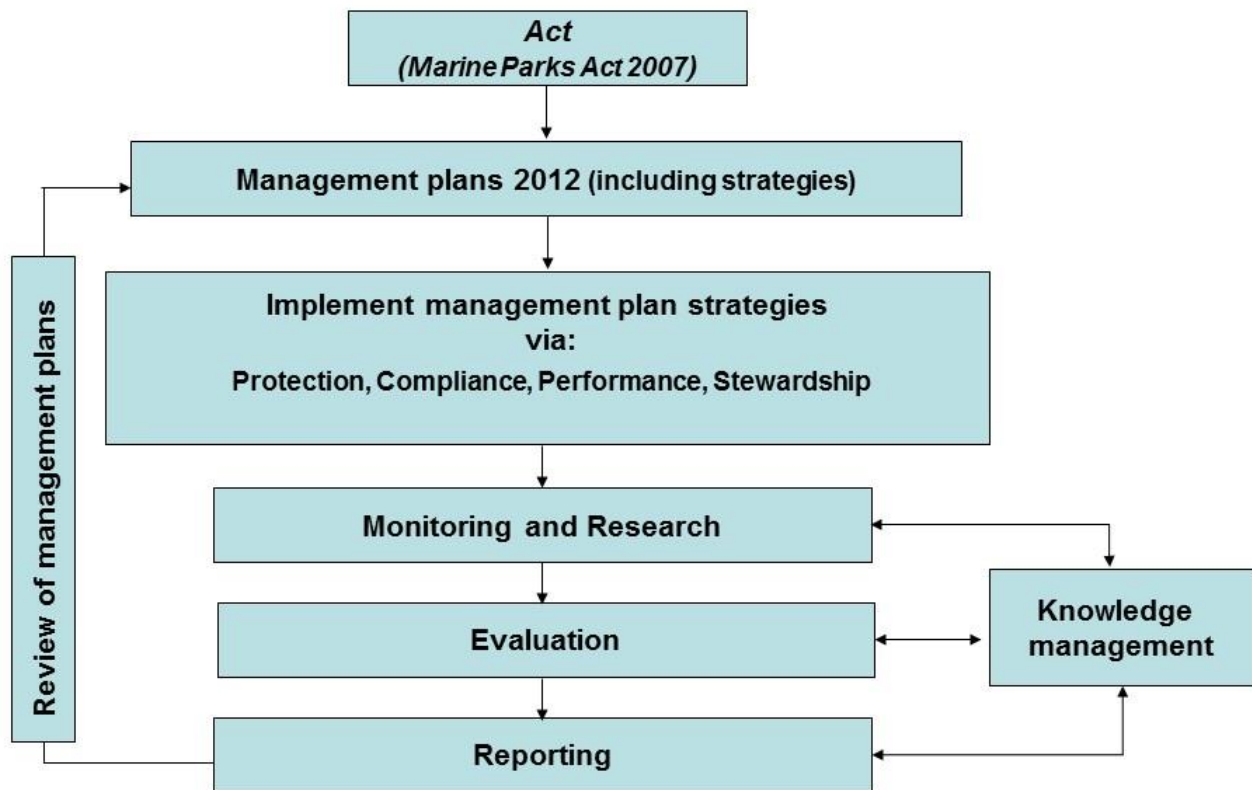 Act
(Marine Parks Act 2007)
Management plans 2012 (including strategies)
Implement management plan strategies
via:
Protection, Compliance, Performance, Stewardship
Review of management plans
Monitoring and Research
Knowledge
management
Evaluation
Reporting